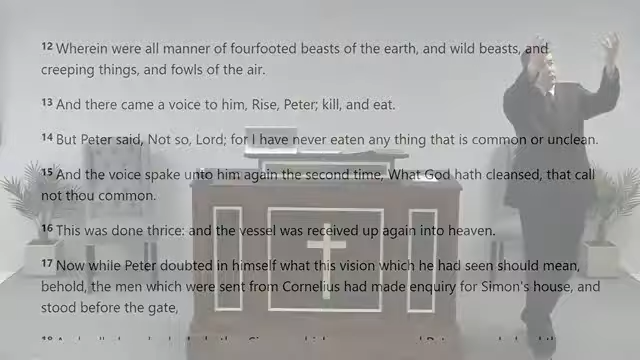 12 Wherein were all manner of fourfooted beasts of the earth, and wild beasts, and
creeping things, and fowls of the air.
13 And there came a voice to him, Rise, Peter; kill, and eat.
14 But Peter said, Not so, Lord; for I have never eaten any thing that is common or unclean.
15 And the voice spake unto him again the second time, What God hath cleansed, that call
not thou common.
16 This was done thrice: and the vessel was received up again into heaven.
17 Now while Peter doubted in himself what this vision which he had seen should mean,
behold, the men which were sent from Cornelius had made enquiry for Simon's house, and
stood before the gate,